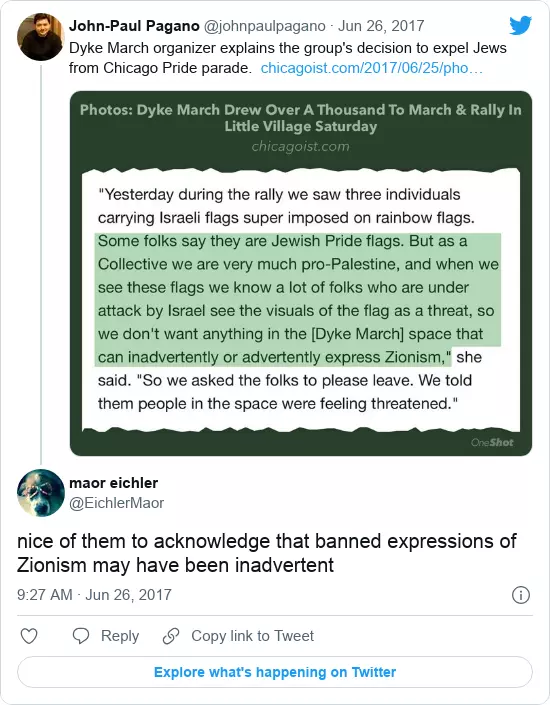 John-Paul Pagano @johnpaulpagano · Jun 26, 2017
Dyke March organizer explains the group's decision to expel Jews
from Chicago Pride parade. chicagoist.com/2017/06/25/pho…
Photos: Dyke March Drew Over A Thousand To March & Rally In
Little Village Saturday
chicagoist.com
"Yesterday during the rally we saw three individuals
carrying Israeli flags super imposed on rainbow flags.
Some folks say they are Jewish Pride flags. But as a
Collective we are very much pro-Palestine, and when we
see these flags we know a lot of folks who are under
attack by Israel see the visuals of the flag as a threat, so
we don't want anything in the [Dyke March] space that
can inadvertently or advertently express Zionism," she
said. "So we asked the folks to please leave. We told
them people in the space were feeling threatened."
OneShot
maor eichler
@EichlerMaor
nice of them to acknowledge that banned expressions of
Zionism may have been inadvertent
9:27 AM · Jun 26, 2017
Reply
Copy link to Tweet
Explore what's happening on Twitter